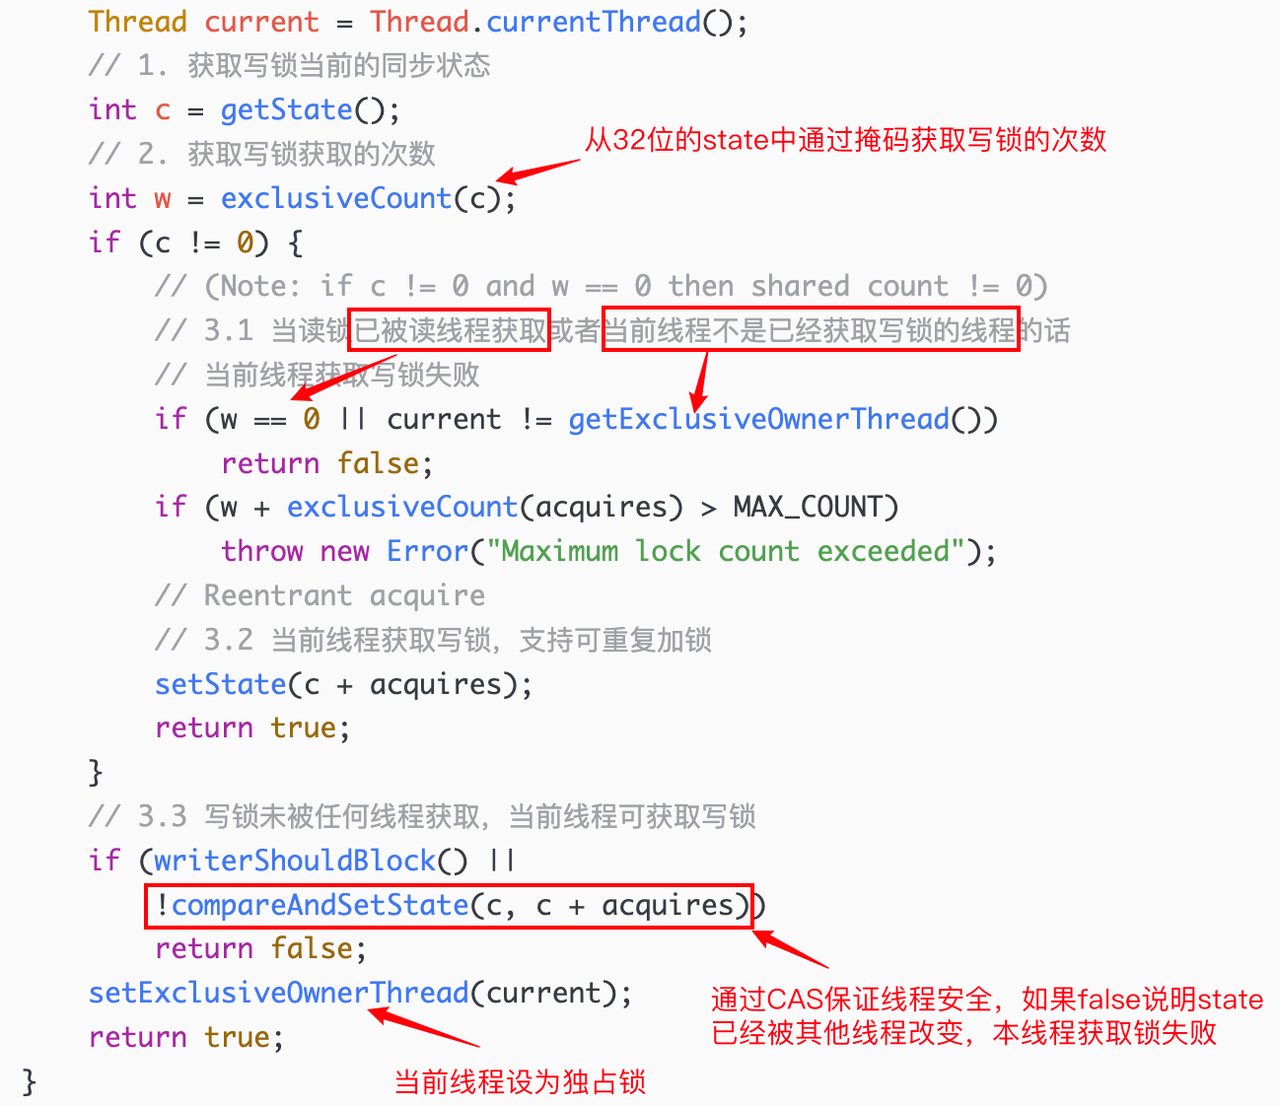 Thread current = Thread.currentThread();
// 1. 获取写锁当前的同步状态
int c = getState();
从32位的state中通过掩码获取写锁的次数
// 2. 获取写锁获取的次数
int w = exclusiveCount(c);
if (c != 0) {
// (Note: if c != 0 and w == 0 then shared count != 0)
// 3.1 当读锁已被读线程获取或者当前线程不是已经获取写锁的线程的话
// 当前线程获取写锁失败
if (w == 0 || current != getExclusiveOwnerThread())
return false;
if (w + exclusiveCount(acquires) > MAX_COUNT)
throw new Error("Maximum lock count exceeded");
// Reentrant acquire
// 3.2 当前线程获取写锁，支持可重复加锁
setState(c + acquires);
return true;
}
// 3.3 写锁未被任何线程获取，当前线程可获取写锁
if (writerShouldBlock() ||
!compareAndSetState(c, c + acquires))
return false;
setExclusiveOwnerThread(current);
通过CAS保证线程安全，如果false说明state
已经被其他线程改变，本线程获取锁失败
return true;
当前线程设为独占锁
}